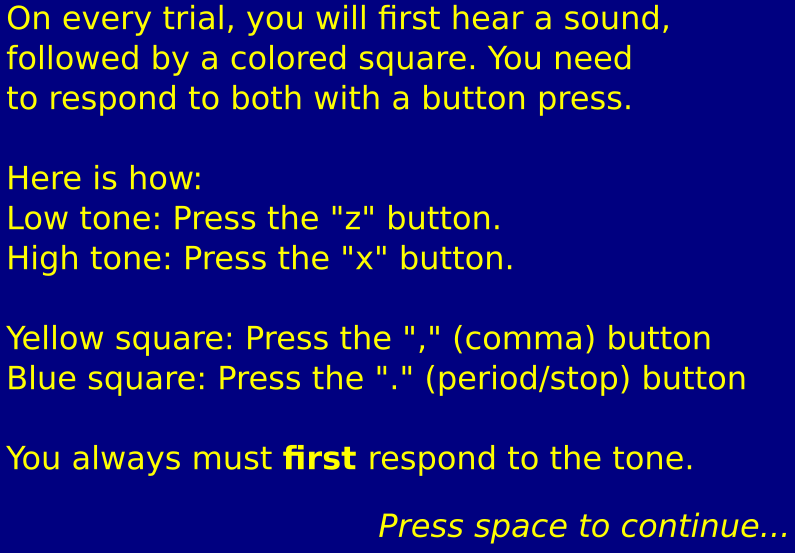 On every trial, you will first hear a sound,
followed by a colored square. You need
to respond to both with a button press.
Here is how:
Low tone: Press the "z" button.
High tone: Press the "x" button.
Yellow square: Press the "," (comma) button
Blue square: Press the "." (period/stop) button
You always must first respond to the tone.
Press space to continue...